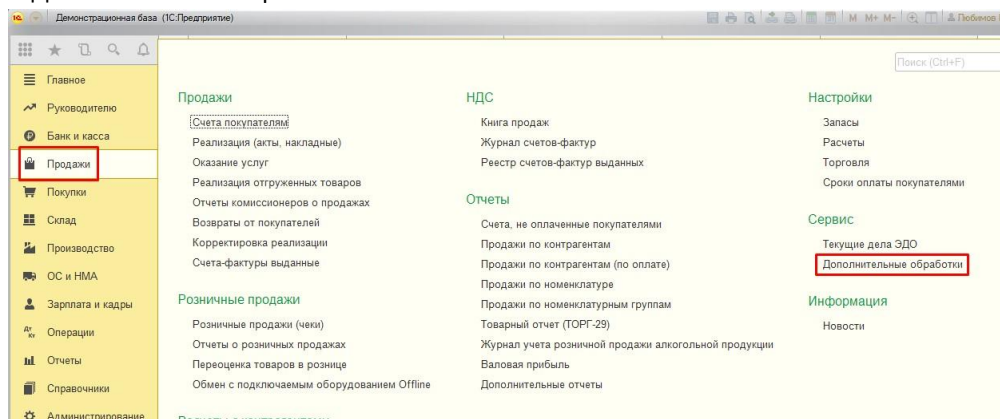 Демонстрационная база (1С:Предприятие)
M M+ M-
Любимов
Поиск (Ctrl+F)
Главное
Руководителю
Банк и касса
Продажи
Покупки
Склад
Производство
ОС и НМА
Зарплата и кадры
Операции
Отчеты
Справочники
Администрирование
Продажи
Счета покупателям
Реализация (акты, накладные)
Оказание услуг
Реализация отгруженных товаров
Отчеты комиссионеров о продажах
Возвраты от покупателей
Корректировка реализации
Счета-фактуры выданные
Розничные продажи
Розничные продажи (чеки)
Отчеты о розничных продажах
Переоценка товаров в рознице
Обмен с подключаемым оборудованием Offline
НДС
Книга продаж
Журнал счетов-фактур
Реестр счетов-фактур выданных
Отчеты
Счета, не оплаченные покупателями
Продажи по контрагентам
Продажи по контрагентам (по оплате)
Продажи по номенклатуре
Продажи по номенклатурным группам
Товарный отчет (ТОРГ-29)
Журнал учета розничной продажи алкогольной продукции
Валовая прибыль
Дополнительные отчеты
Настройки
Запасы
Расчеты
Торговля
Сроки оплаты покупателями
Сервис
Текущие дела ЭДО
Дополнительные обработки
Информация
Новости